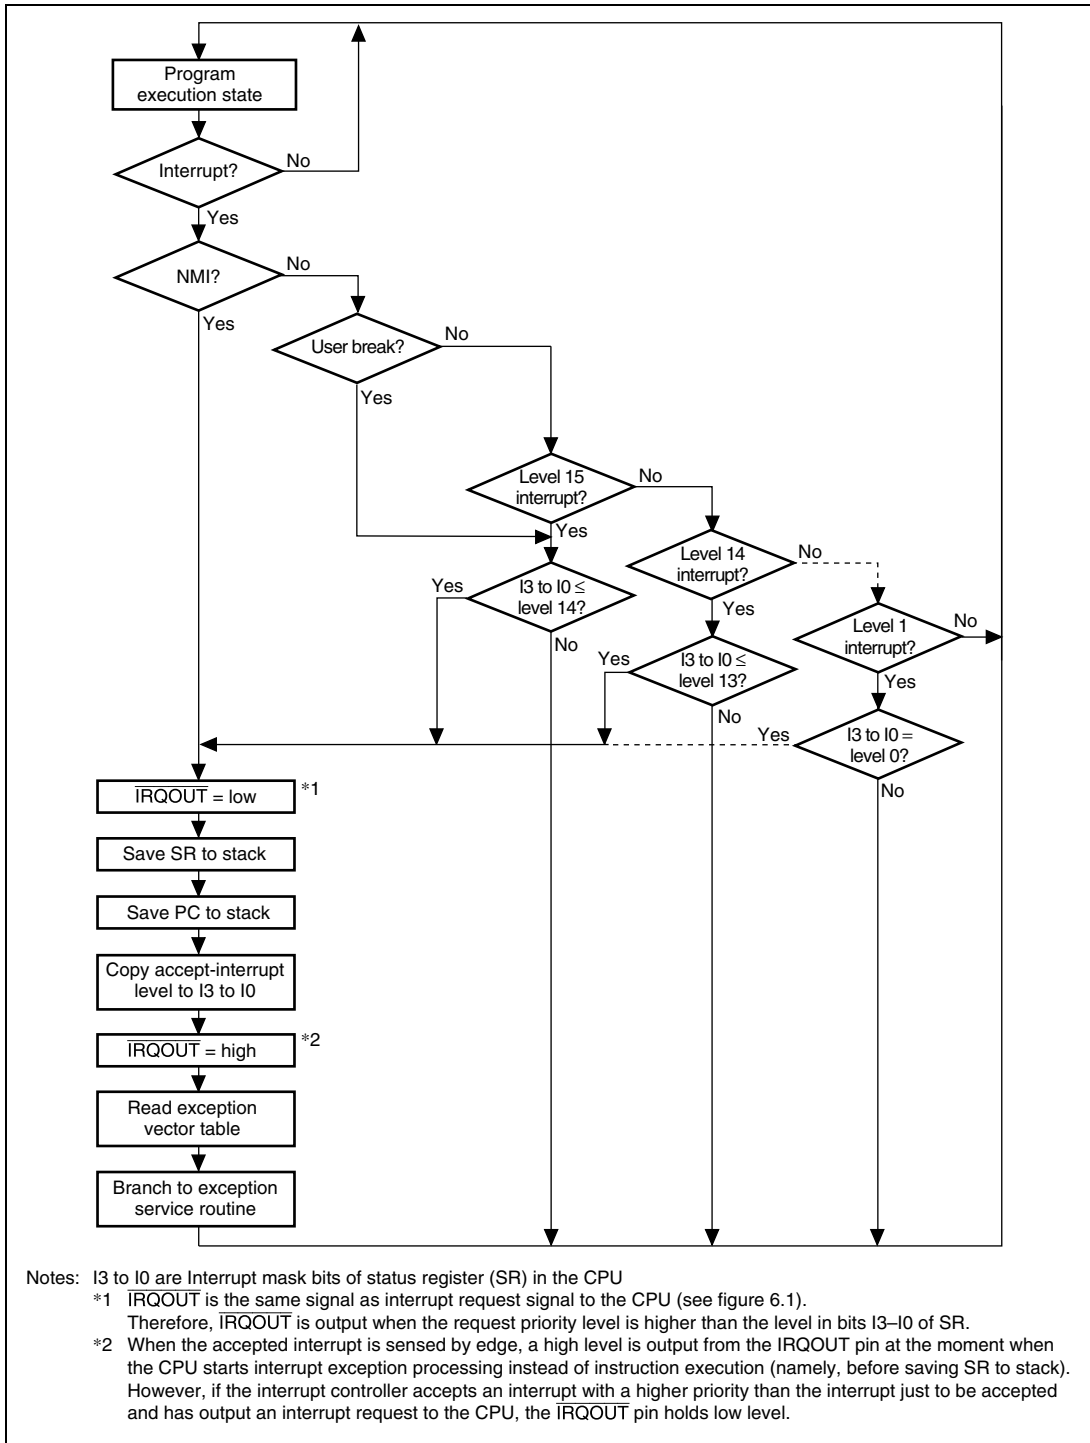 Program
execution state
Interrupt?
No
Yes
NMI?
No
Yes
User break?
No
Yes
Level 15
interrupt?
No
Yes
Level 14
interrupt?
No
Yes
I3 to I0 ≤
level 14?
Yes
No
Level 1
interrupt?
No
Yes
I3 to I0 ≤
level 13?
Yes
No
I3 to I0 =
level 0?
Yes
No
IRQOUT = low *1
Save SR to stack
Save PC to stack
Copy accept-interrupt
level to I3 to I0
IRQOUT = high *2
Read exception
vector table
Branch to exception
service routine
Notes: I3 to I0 are Interrupt mask bits of status register (SR) in the CPU
*1 IRQOUT is the same signal as interrupt request signal to the CPU (see figure 6.1).
Therefore, IRQOUT is output when the request priority level is higher than the level in bits I3–I0 of SR.
*2 When the accepted interrupt is sensed by edge, a high level is output from the IRQOUT pin at the moment when
the CPU starts interrupt exception processing instead of instruction execution (namely, before saving SR to stack).
However, if the interrupt controller accepts an interrupt with a higher priority than the interrupt just to be accepted
and has output an interrupt request to the CPU, the IRQOUT pin holds low level.